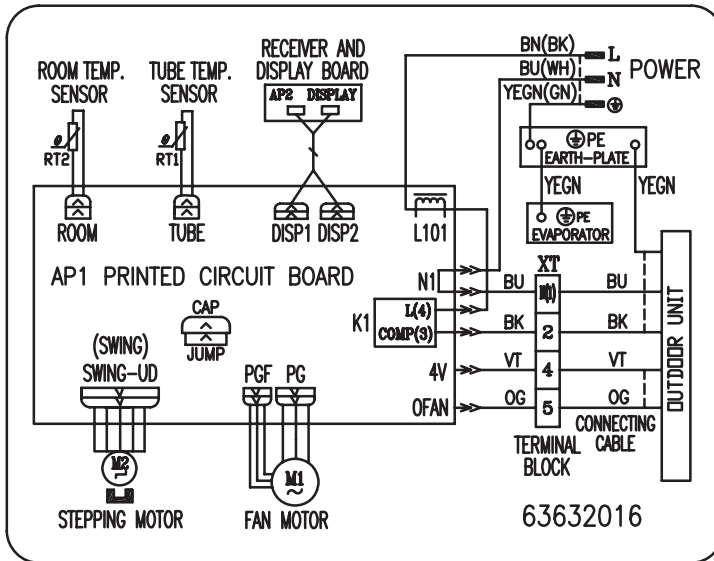 ROOM TEMP.
SENSOR
TUBE TEMP.
SENSOR
RECEIVER AND
DISPLAY BOARD
AP2 DISPLAY
BN(BK)
L
BU(WH)
N
POWER
YEGN(GN)
PE
EARTH-PLATE
θ
RT2
θ
RT1
YEGN
YEGN
PE
EVAPORATOR
ROOM
TUBE
DISP1
DISP2
L101
AP1 PRINTED CIRCUIT BOARD
N1
XT
BU
N(1)
BU
K1
L(4)
COMP(3)
BK
2
BK
CAP
JUMP
(SWING)
SWING-UD
PGF
PG
4V
VT
4
VT
OFAN
OG
5
OG
OUTDOOR UNIT
TERMINAL
BLOCK
CONNECTING
CABLE
M2
M1
~
STEPPING MOTOR
FAN MOTOR
63632016